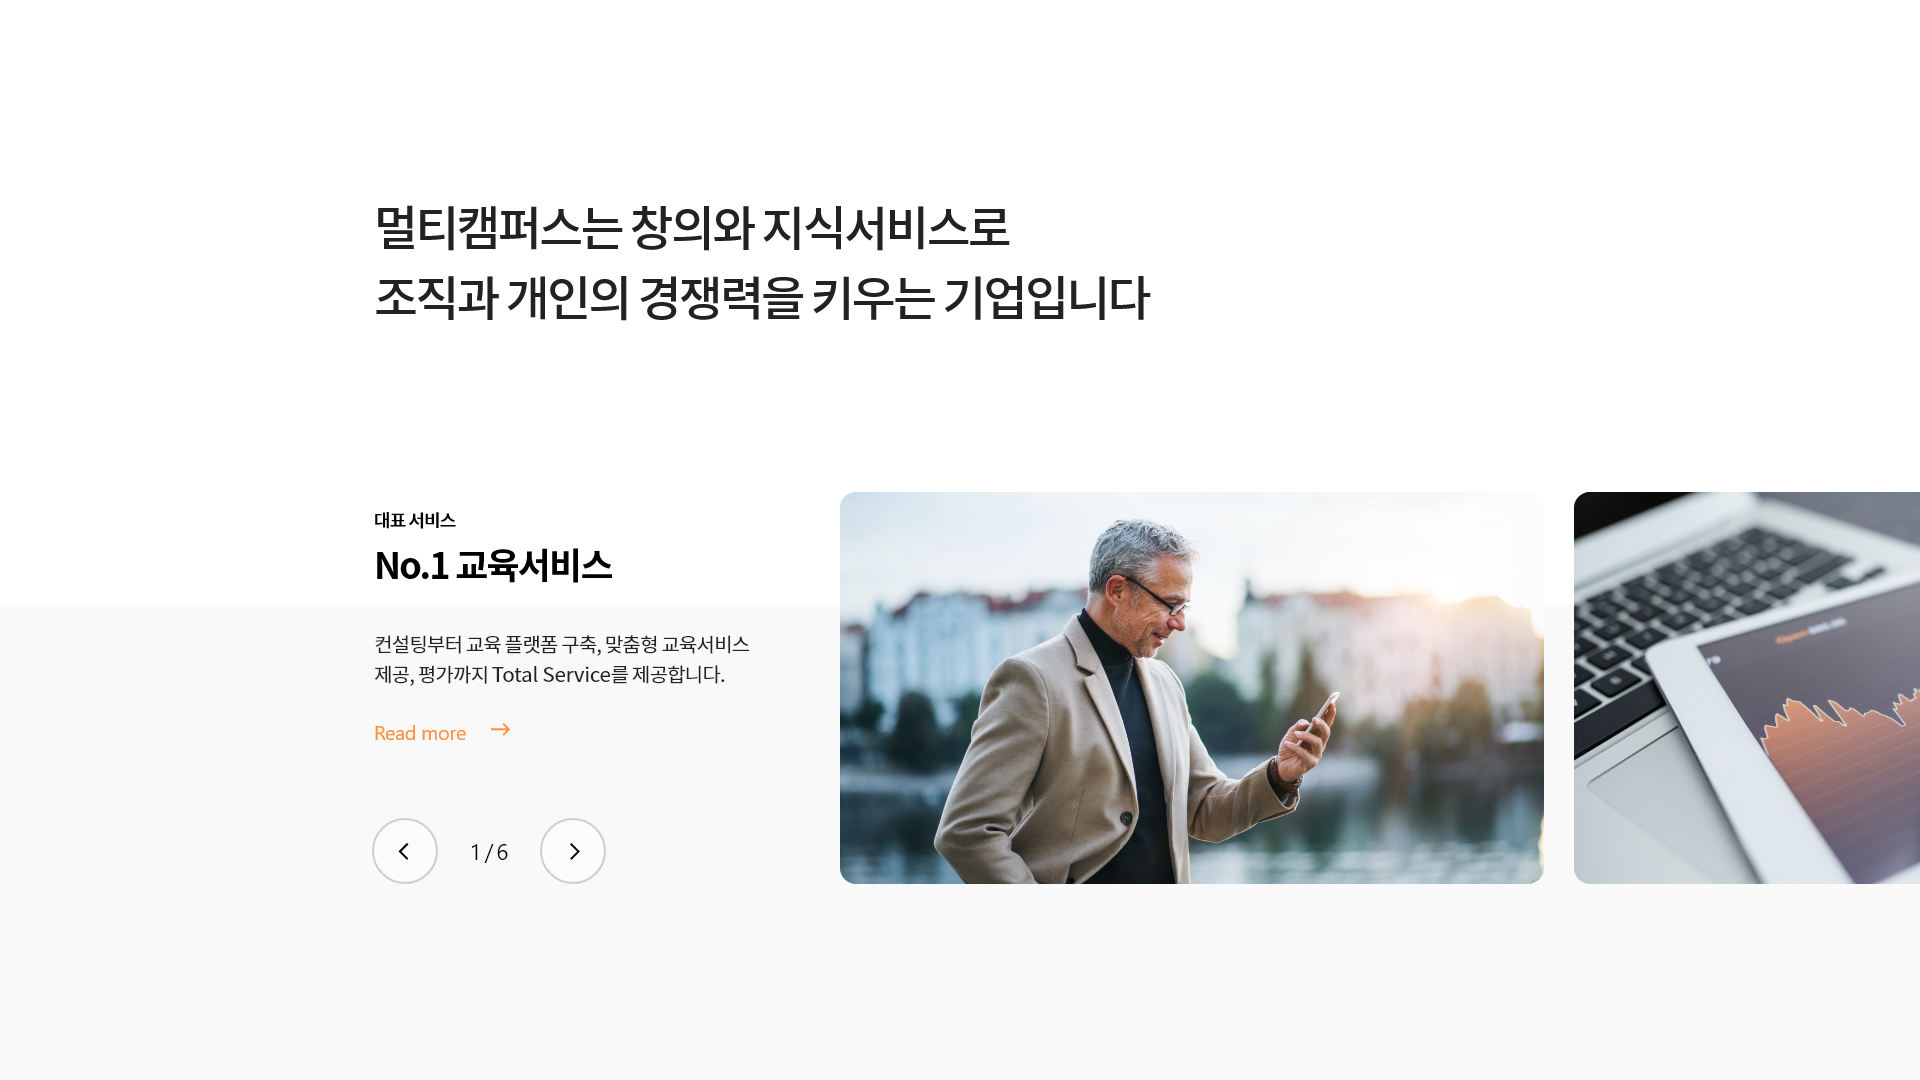 멀티캠퍼스는 창의와 지식서비스로
조직과 개인의 경쟁력을 키우는 기업입니다
대표 서비스
No.1 교육서비스
컨설팅부터 교육 플랫폼 구축, 맞춤형 교육서비스
제공, 평가까지 Total Service를 제공합니다.
Read more
1 / 6